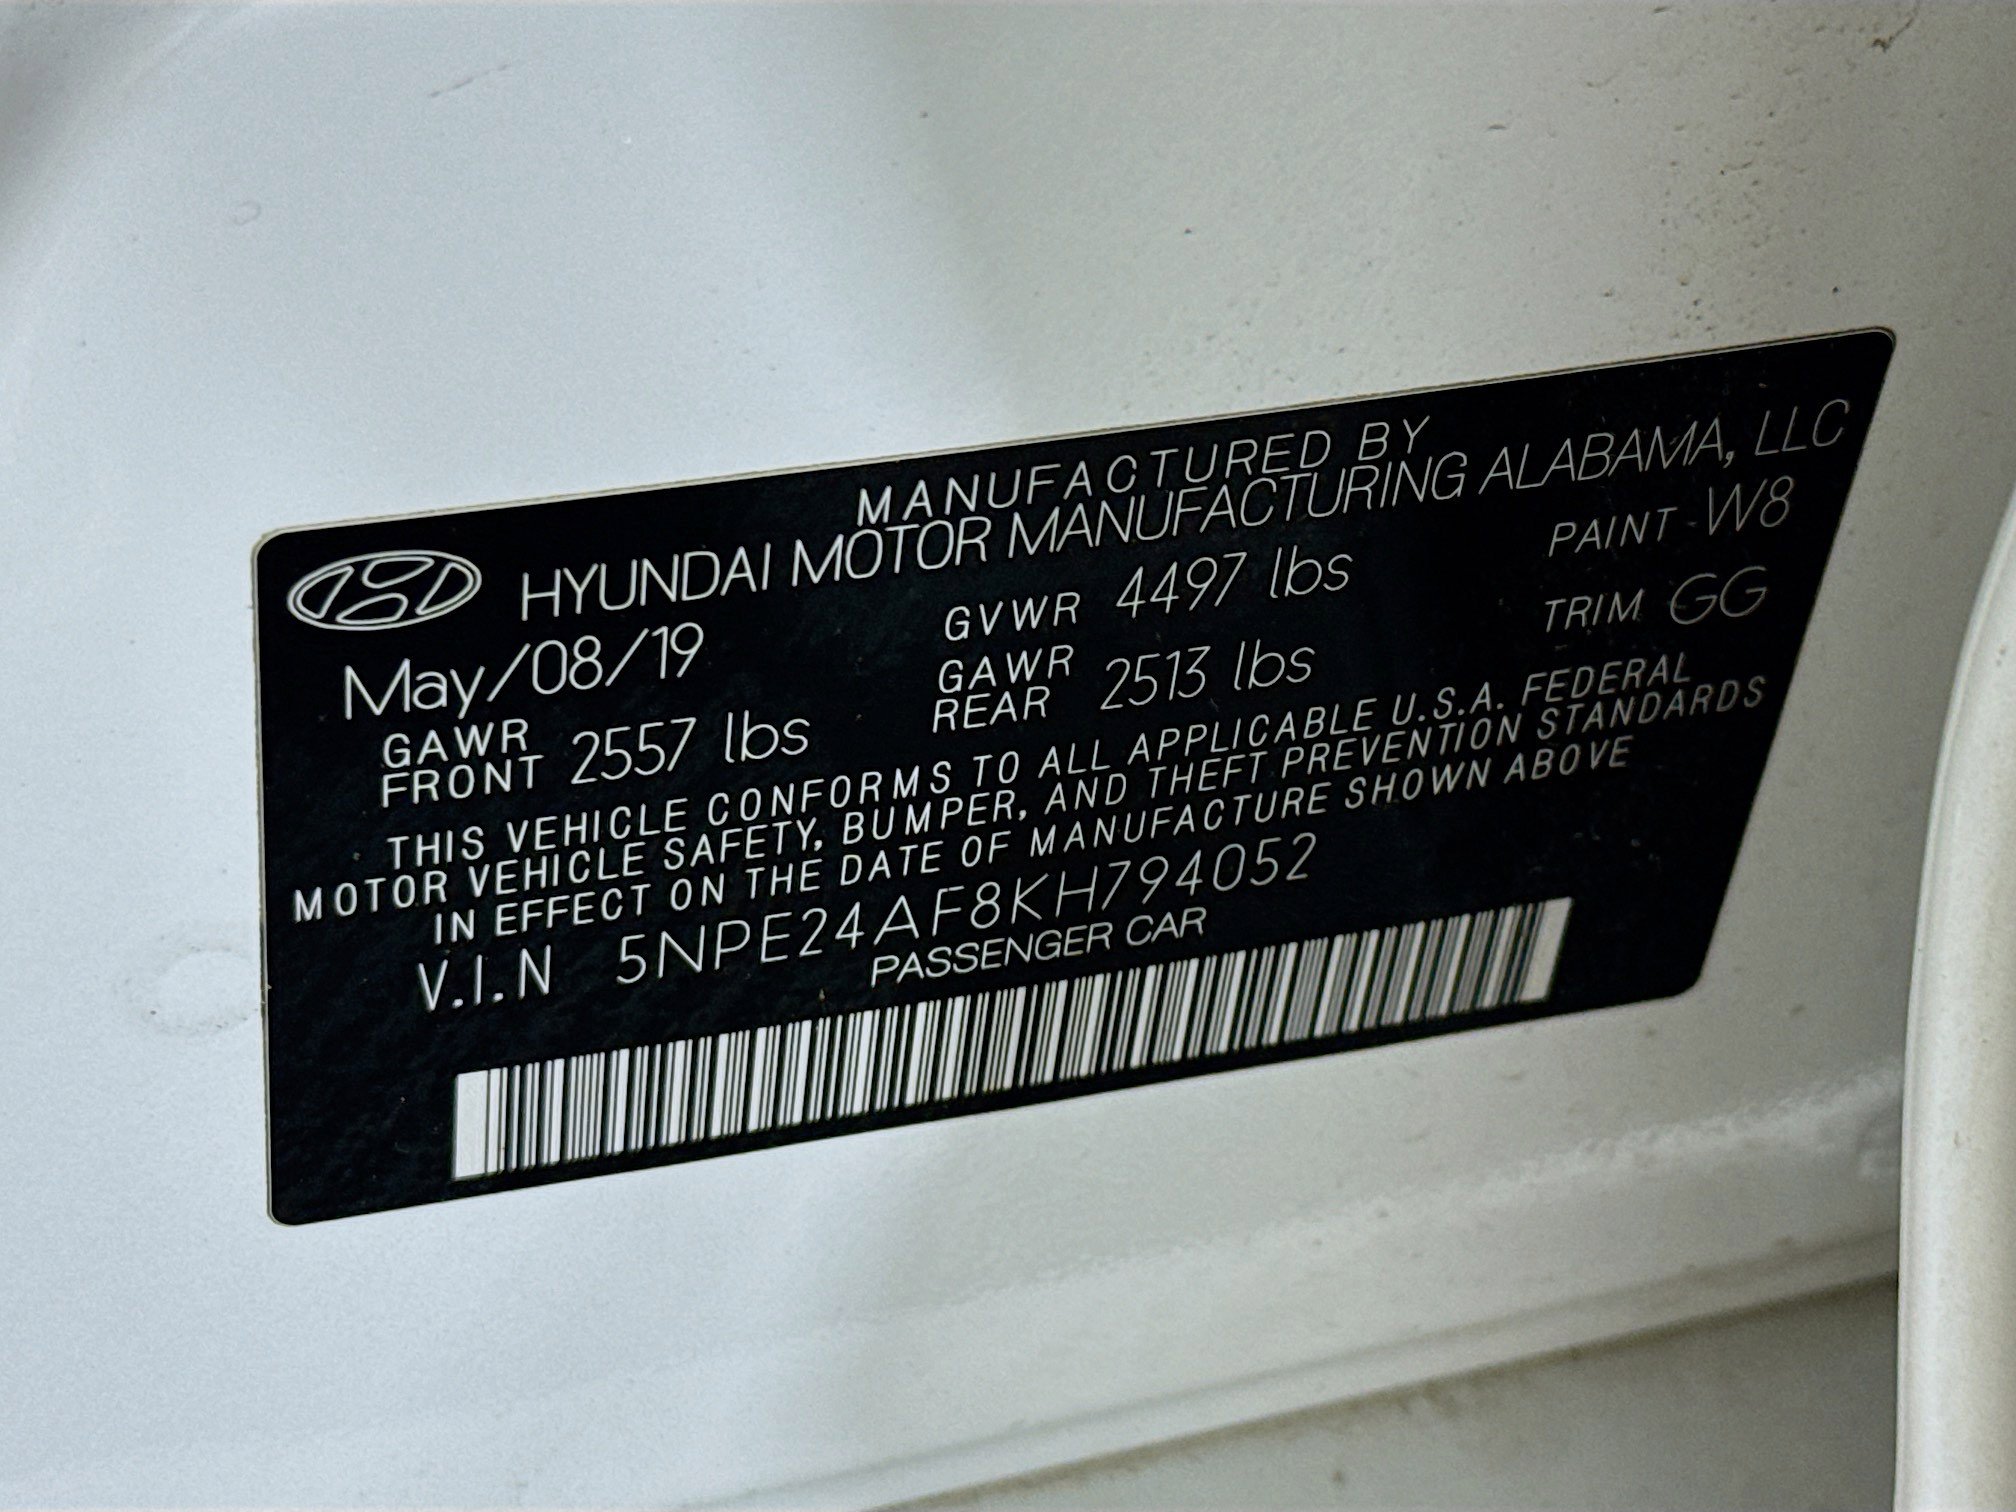 MANUFACTURED BY
HYUNDAI MOTOR MANUFACTURING ALABAMA, LLC
May/08/19 GVWR 4497 lbs PAINT W8
GAWR FRONT 2557 lbs GAWR REAR 2513 lbs TRIM GG
THIS VEHICLE CONFORMS TO ALL APPLICABLE U.S.A. FEDERAL
MOTOR VEHICLE SAFETY, BUMPER, AND THEFT PREVENTION STANDARDS
IN EFFECT ON THE DATE OF MANUFACTURE SHOWN ABOVE
V.I.N 5NPE24AF8KH794052
PASSENGER CAR